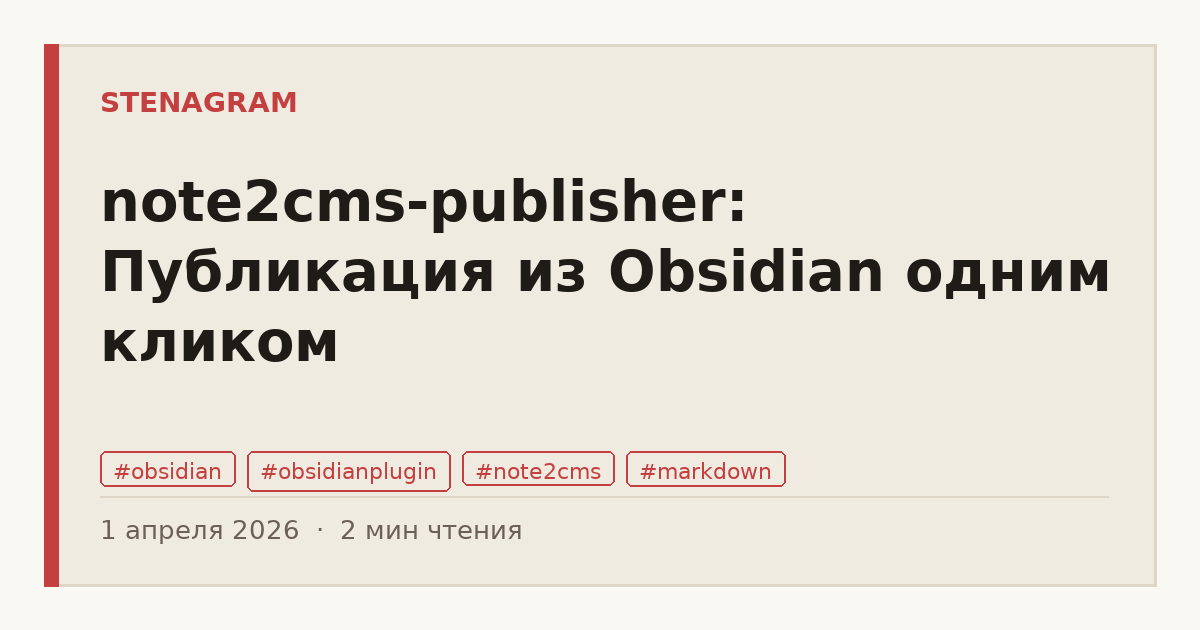 STENAGRAM
note2cms-publisher:
Публикация из Obsidian одним
кликом
#obsidian #obsidianplugin #note2cms #markdown
1 апреля 2026 · 2 мин чтения